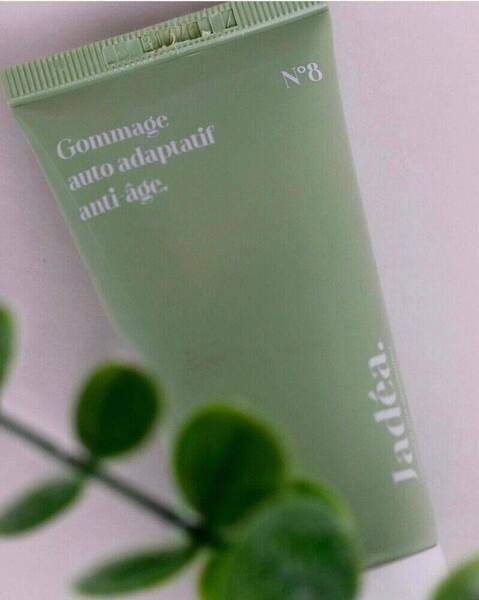 N°8
Gommage
auto adaptatif
anti-âge.
Jadéa.